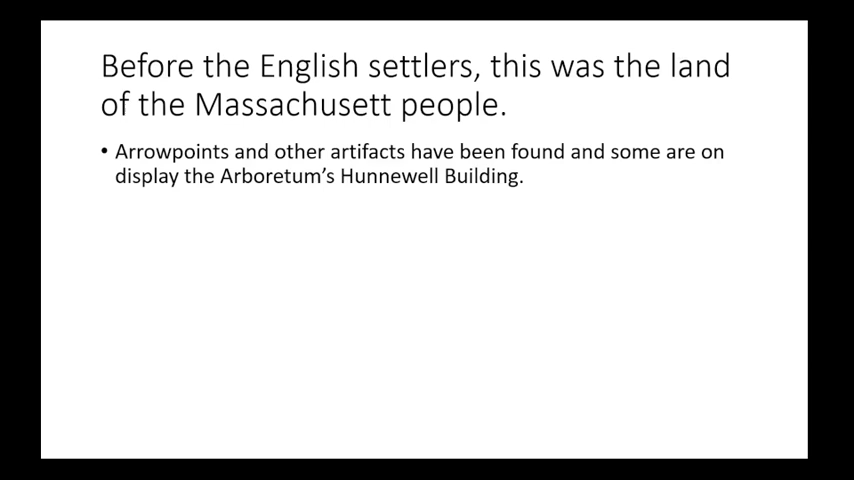 Before the English settlers, this was the land
of the Massachusett people.
• Arrowpoints and other artifacts have been found and some are on
display the Arboretum’s Hunnewell Building.